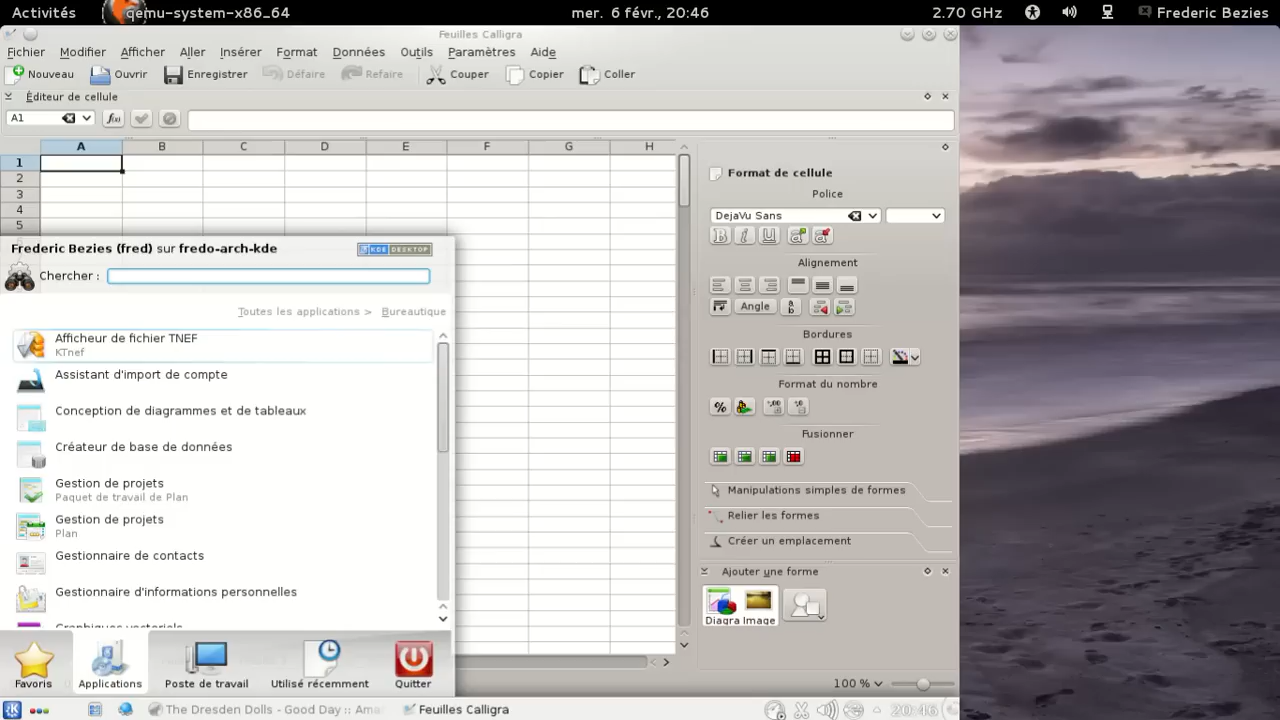 Activités qemu-system-x86_64 mer. 6 févr., 20:46 2.70 GHz Frederic Bezies
Feuilles Calligra
Fichier Modifier Afficher Aller Insérer Format Données Outils Paramètres Aide
Nouveau Ouvrir Enregistrer Défaire Refaire Couper Copier Coller
Éditeur de cellule
A1 f(x)
A B C D E F G H
1
2
3
4
5
Format de cellule
Police
DejaVu Sans
B i U a a
Alignement
Angle a b
Bordures
Format du nombre
%
Fusionner
Manipulations simples de formes
Relier les formes
Créer un emplacement
Ajouter une forme
Diagra Image
100 %
Frederic Bezies (fred) sur fredo-arch-kde KDE DESKTOP
Chercher :
Toutes les applications > Bureautique
Afficheur de fichier TNEF
KTnef
Assistant d'import de compte
Conception de diagrammes et de tableaux
Créateur de base de données
Gestion de projets
Paquet de travail de Plan
Gestion de projets
Plan
Gestionnaire de contacts
Gestionnaire d'informations personnelles
Graphiques vectoriels
Favoris Applications Poste de travail Utilisé récemment Quitter
The Dresden Dolls - Good Day :: Ama Feuilles Calligra 20:46